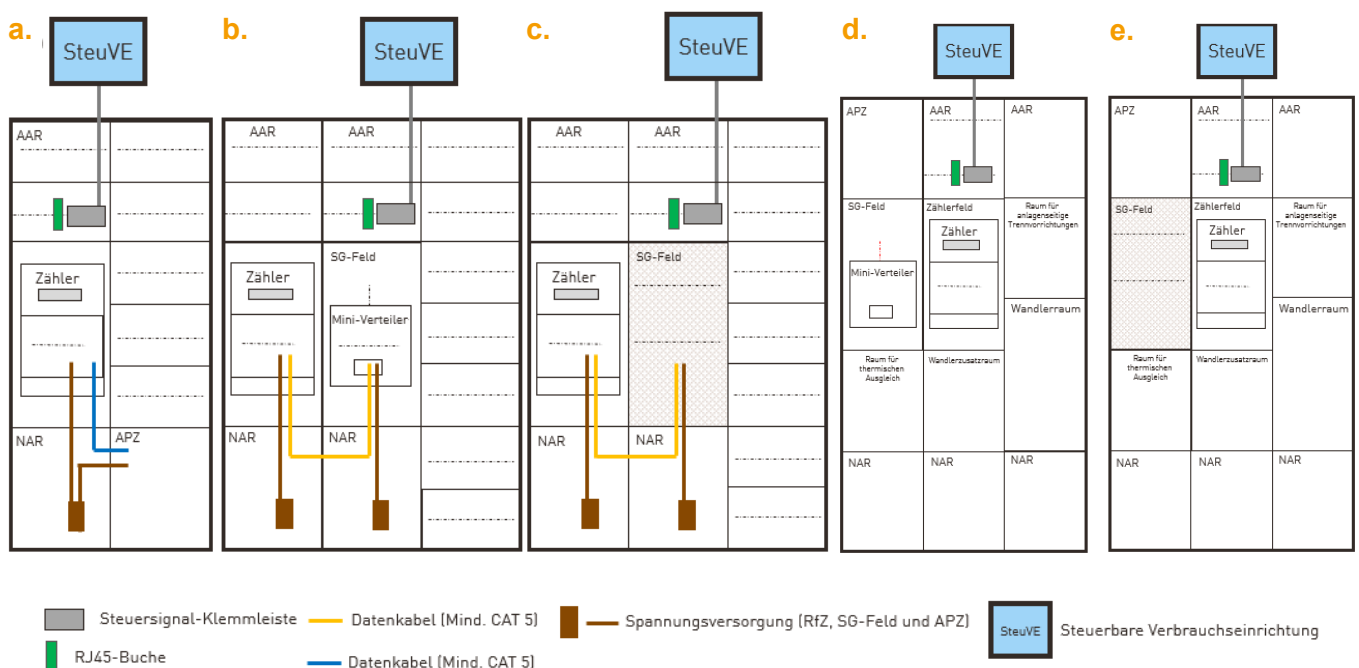 a.
SteuVE
b.
SteuVE
c.
SteuVE
d.
SteuVE
e.
SteuVE
AAR
Zähler
NAR
APZ
AAR
AAR
Zähler
SG-Feld
Mini-Verteiler
NAR
NAR
AAR
AAR
Zähler
SG-Feld
NAR
NAR
APZ
AAR
AAR
SG-Feld
Zählerfeld
Raum für
anlagenseitige
Trennvorrichtungen
Zähler
Mini-Verteiler
Wandlerraum
Raum für
thermischen
Ausgleich
Wandlerzusatzraum
NAR
NAR
NAR
APZ
AAR
AAR
SG-Feld
Zählerfeld
Raum für
anlagenseitige
Trennvorrichtungen
Zähler
Wandlerraum
Raum für
thermischen
Ausgleich
Wandlerzusatzraum
NAR
NAR
NAR
Steuersignal-Klemmleiste
Datenkabel (Mind. CAT 5)
Spannungsversorgung (RfZ, SG-Feld und APZ)
SteuVE
Steuerbare Verbrauchseinrichtung
RJ45-Buche
Datenkabel (Mind. CAT 5)